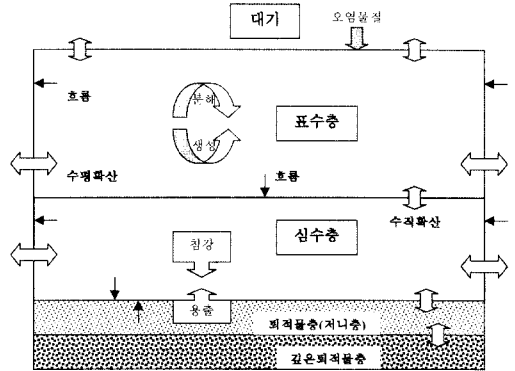 대기
오염물질
흐름
분해
표수층
생성
수평확산
흐름
수직확산
침강
심수층
용출
퇴적물층(저니층)
깊은퇴적물층